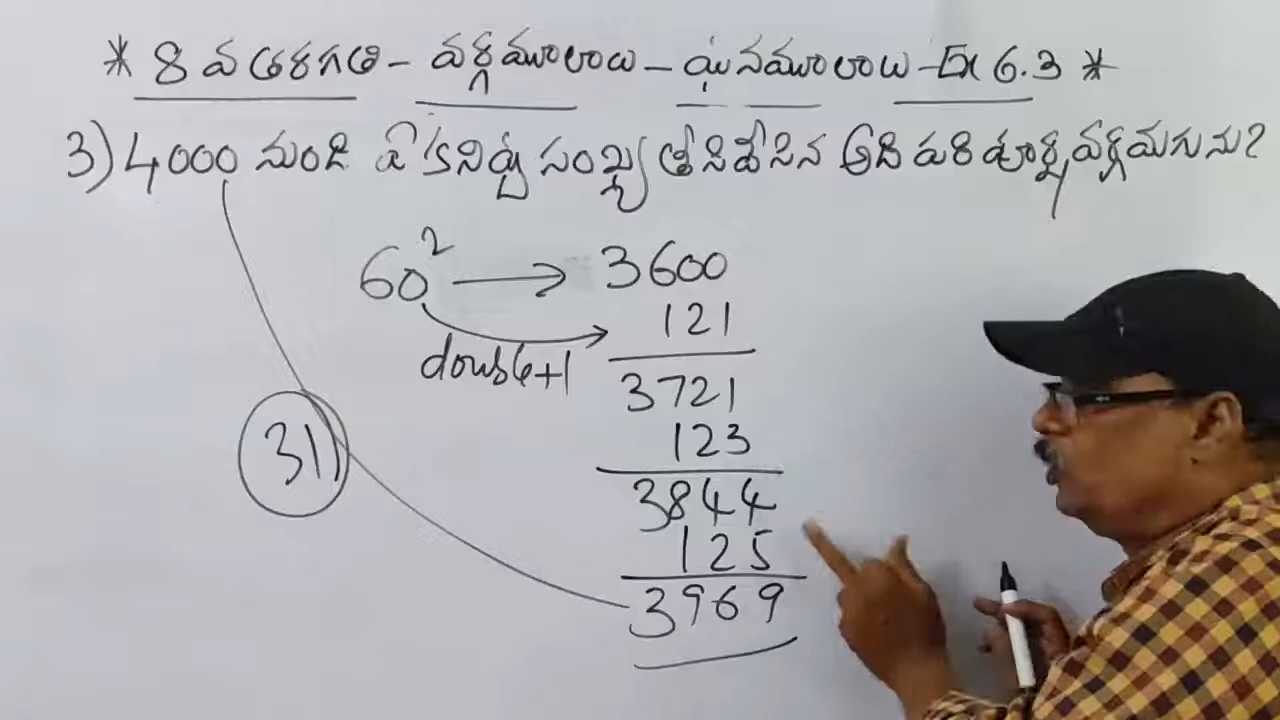 * 8 వ తరగతి - వర్గమూలాలు - ఘనమూలాలు - Ex 6.3 *
3) 4000 నుండి ఏ కనిష్ఠ సంఖ్య తీసివేసిన అది పరిపూర్ణ వర్గమగును?
60² → 3600
121
double+1
3721
123
31
3844
125
3969